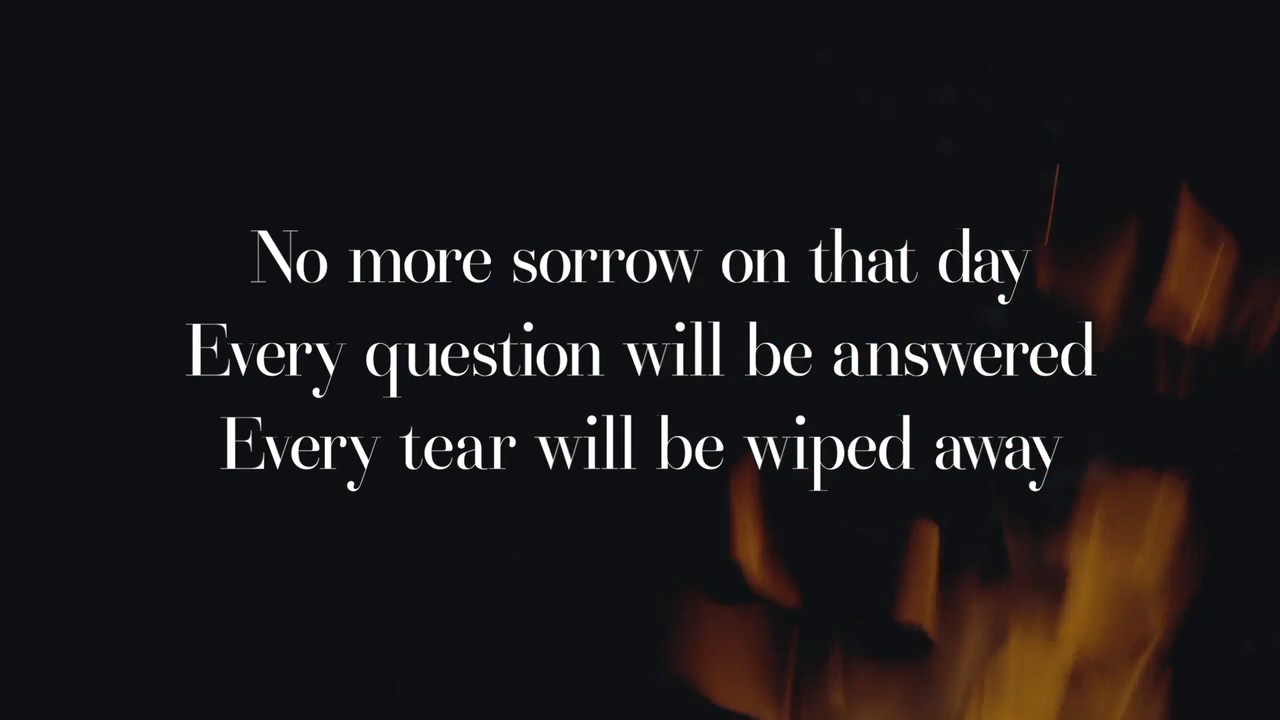 No more sorrow on that day
Every question will be answered
Every tear will be wiped away